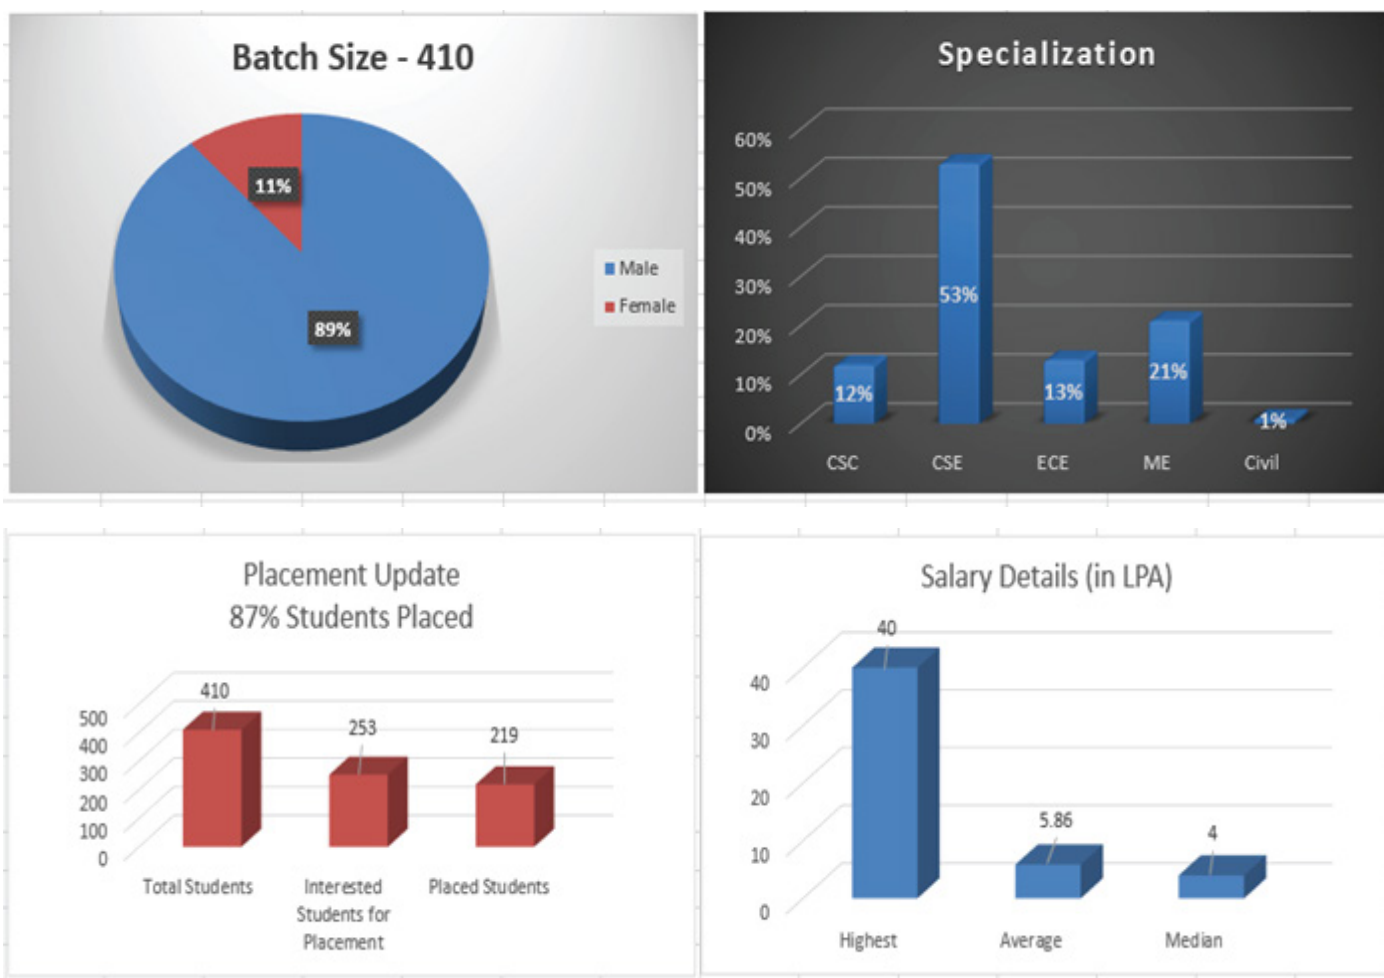 Batch Size - 410
11%
89%
Male
Female
Specialization
60%
50%
40%
30%
20%
10%
0%
12%
53%
13%
21%
1%
CSC CSE ECE ME Civil
Placement Update
87% Students Placed
500
400
300
200
100
0
410
253
219
Total Students
Interested
Students for
Placement
Placed Students
Salary Details (in LPA)
40
30
20
10
0
40
5.86
4
Highest Average Median